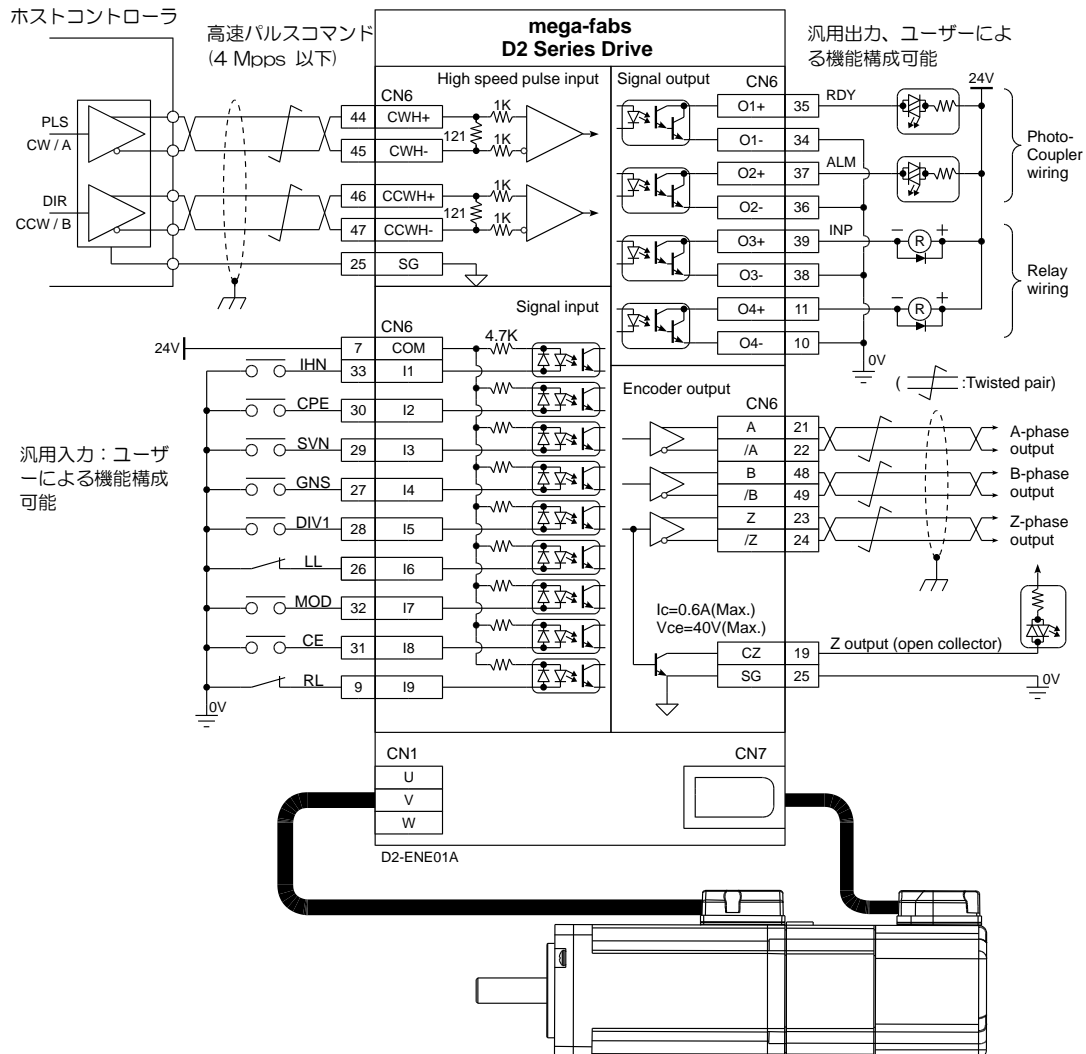 ホストコントローラ
高速パルスコマンド
(4 Mpps 以下)
mega-fabs
D2 Series Drive
汎用出力、ユーザーによ
る機能構成可能
High speed pulse input
CN6
PLS
CW / A
44 CWH+ 1K
121
45 CWH- 1K
DIR
CCW / B
46 CCWH+ 1K
121
47 CCWH- 1K
25 SG
Signal output
CN6
24V
O1+ 35 RDY
O1- 34
O2+ 37 ALM
O2- 36
O3+ 39 INP
O3- 38
O4+ 11
O4- 10
0V
Photo-
Coupler
wiring
Relay
wiring
R
R
− +
− +
Signal input
CN6
24V 7 COM 4.7K
IHN 33 I1
CPE 30 I2
SVN 29 I3
GNS 27 I4
DIV1 28 I5
LL 26 I6
MOD 32 I7
CE 31 I8
RL 9 I9
0V
汎用入力：ユーザ
ーによる機能構成
可能
( :Twisted pair)
Encoder output
CN6
A 21
/A 22
A-phase
output
B 48
/B 49
B-phase
output
Z 23
/Z 24
Z-phase
output
Ic=0.6A(Max.)
Vce=40V(Max.)
CZ 19 Z output (open collector)
SG 25
0V
CN1
U
V
W
CN7
D2-ENE01A